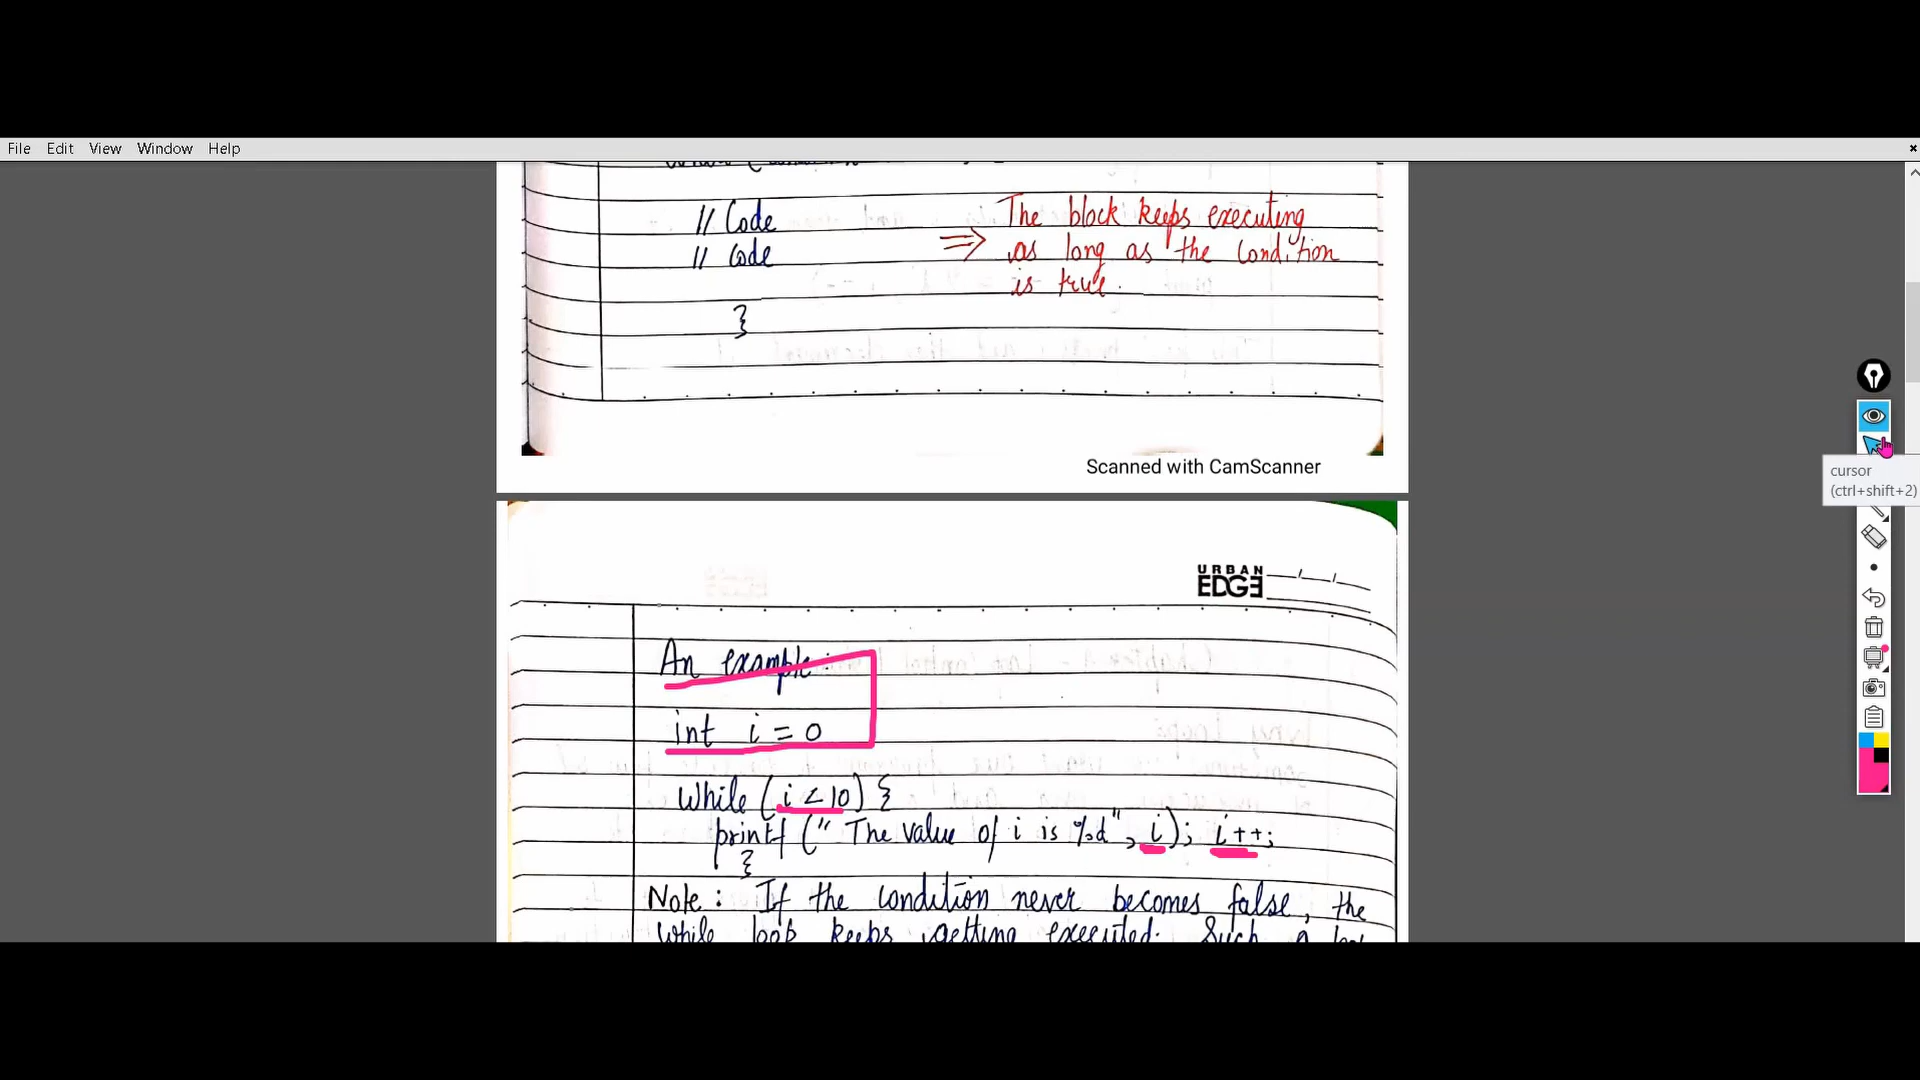 File Edit View Window Help
// Code
// Code
}
⇒ The block keeps executing
as long as the condition
is true.
Scanned with CamScanner
cursor
(ctrl+shift+2)
URBAN
EDGE
An example:
int i = 0
while (i < 10) {
printf (" The value of i is %d", i); i++;
}
Note: If the condition never becomes false, the
while loop keeps getting executed. Such a